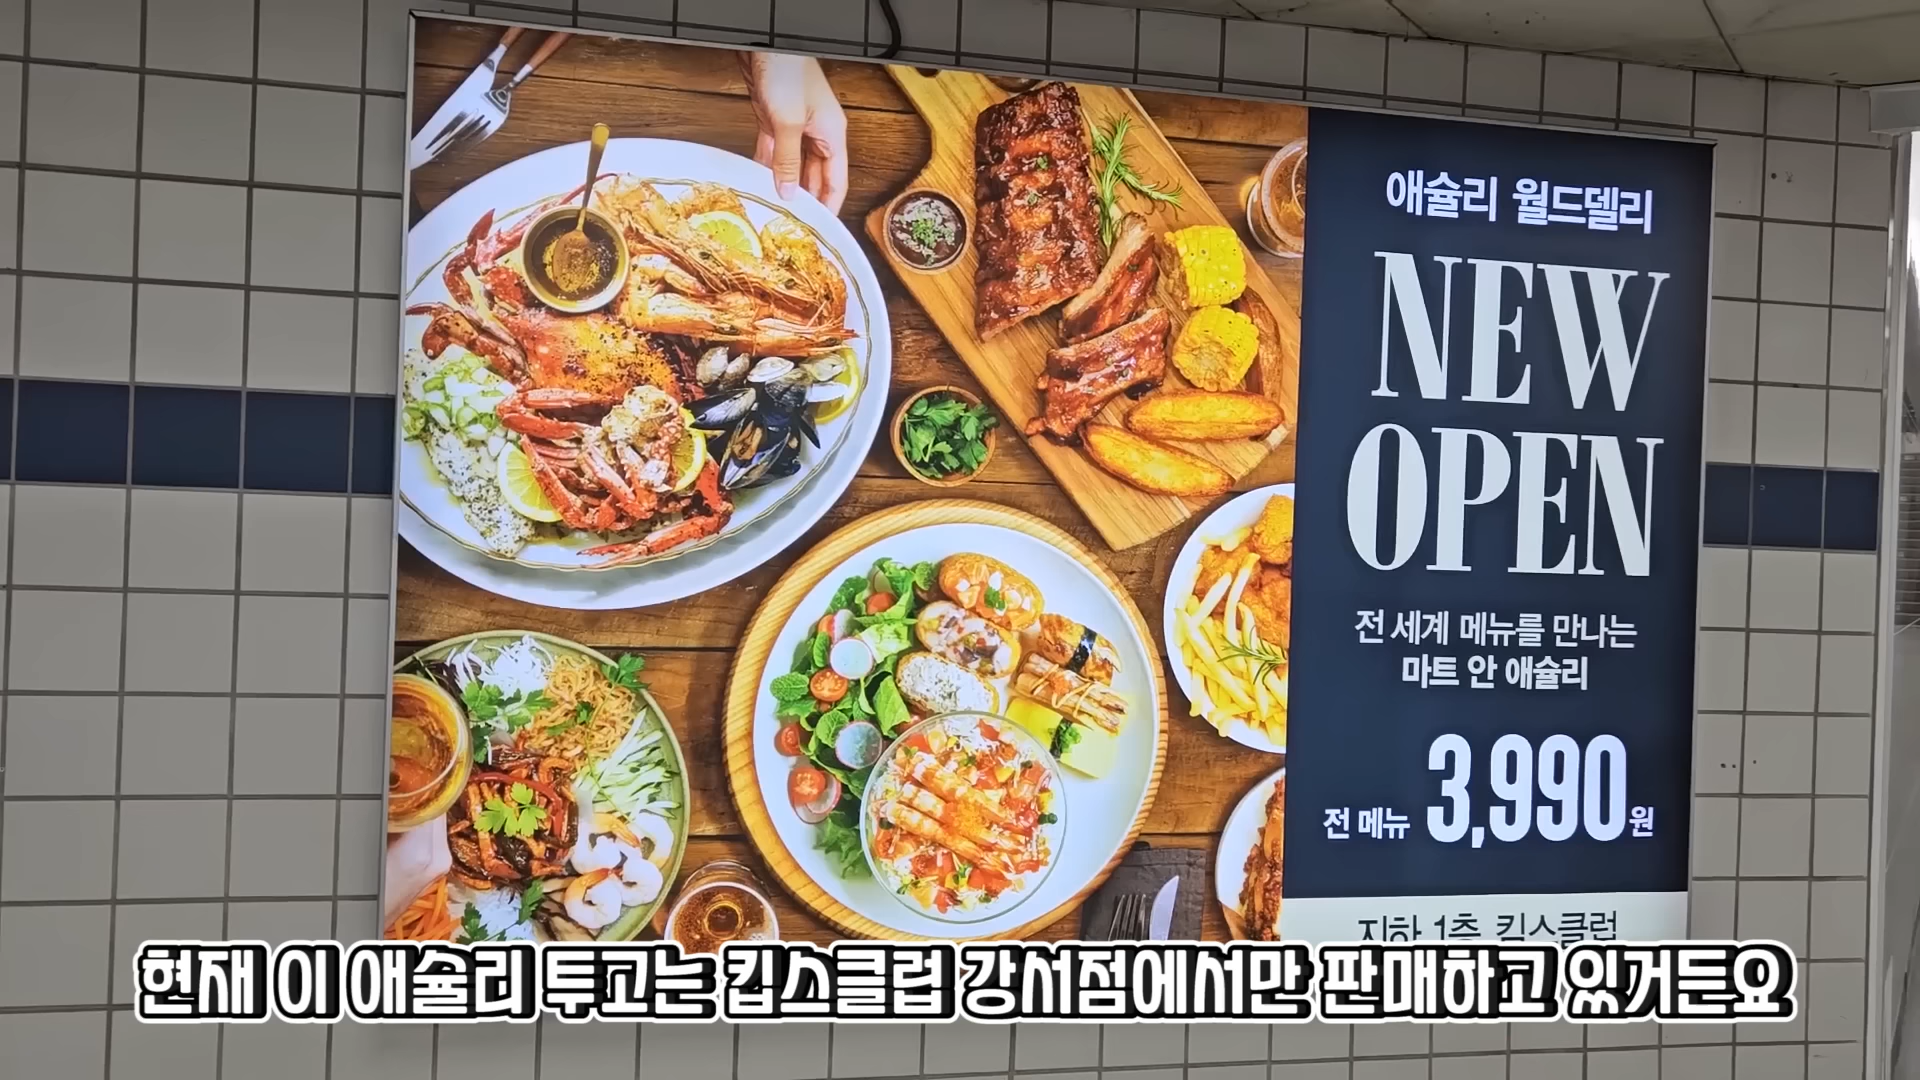 애슐리 월드델리
NEW
OPEN
전 세계 메뉴를 만나는
마트 안 애슐리
전 메뉴 3,990원
지하 1층 킴스클럽
현재 이 애슐리 투고는 킴스클럽 강서점에서만 판매하고 있거든요